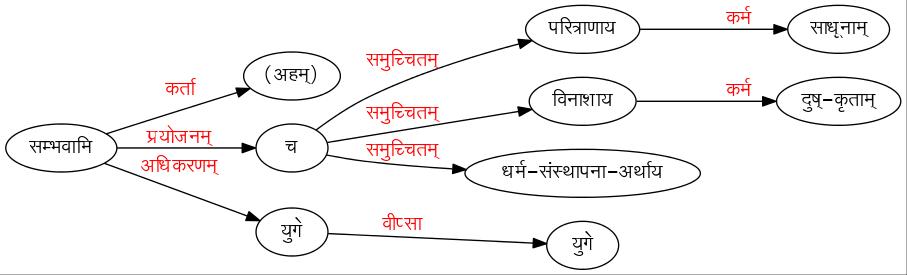 सम्भवामि
कर्ता
(अहम्)
प्रयोजनम्
च
समुच्चितम्
परित्राणाय
कर्म
साधूनाम्
समुच्चितम्
विनाशाय
कर्म
दुष्-कृताम्
समुच्चितम्
धर्म-संस्थापना-अर्थाय
अधिकरणम्
युगे
वीप्सा
युगे